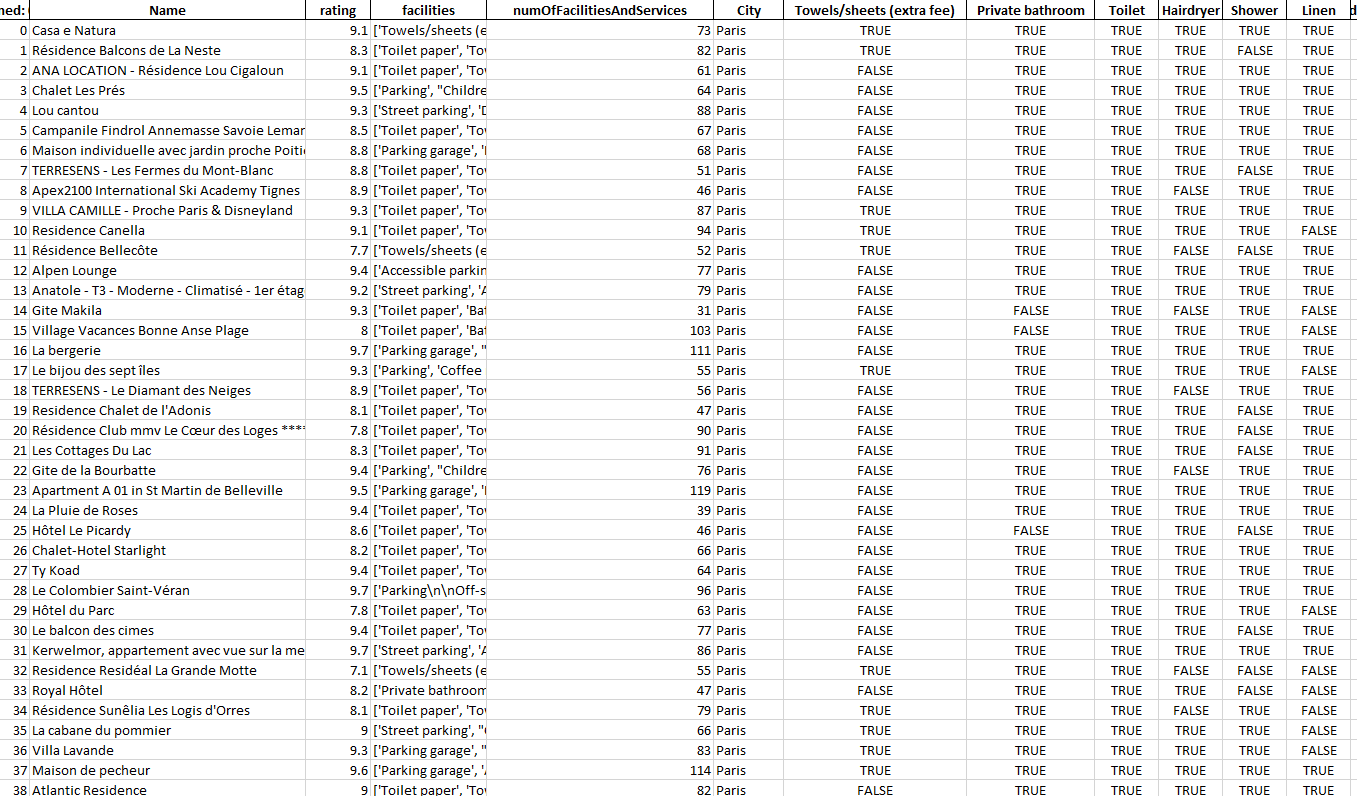 ned: Name rating facilities numOfFacilitiesAndServices City Towels/sheets (extra fee) Private bathroom Toilet Hairdryer Shower Linen d
0 Casa e Natura 9.1 ['Towels/sheets (e 73 Paris TRUE TRUE TRUE TRUE TRUE TRUE
1 Résidence Balcons de La Neste 8.3 ['Toilet paper', 'Tov 82 Paris TRUE TRUE TRUE TRUE FALSE TRUE
2 ANA LOCATION - Résidence Lou Cigaloun 9.1 ['Toilet paper', 'Tov 61 Paris FALSE TRUE TRUE TRUE TRUE TRUE
3 Chalet Les Prés 9.5 ['Parking', "Childre 64 Paris FALSE TRUE TRUE TRUE TRUE TRUE
4 Lou cantou 9.3 ['Street parking', 'D 88 Paris FALSE TRUE TRUE TRUE TRUE TRUE
5 Campanile Findrol Annemasse Savoie Leman 8.5 ['Toilet paper', 'Tov 67 Paris FALSE TRUE TRUE TRUE TRUE TRUE
6 Maison individuelle avec jardin proche Poitie 8.8 ['Parking garage', ' 68 Paris FALSE TRUE TRUE TRUE TRUE TRUE
7 TERRESENS - Les Fermes du Mont-Blanc 8.8 ['Toilet paper', 'Tov 51 Paris FALSE TRUE TRUE TRUE FALSE TRUE
8 Apex2100 International Ski Academy Tignes 8.9 ['Toilet paper', 'Tov 46 Paris FALSE TRUE TRUE FALSE TRUE TRUE
9 VILLA CAMILLE - Proche Paris & Disneyland 9.3 ['Toilet paper', 'Tov 87 Paris TRUE TRUE TRUE TRUE TRUE TRUE
10 Residence Canella 9.1 ['Toilet paper', 'Tov 94 Paris TRUE TRUE TRUE TRUE TRUE FALSE
11 Résidence Bellecôte 7.7 ['Towels/sheets (e 52 Paris TRUE TRUE TRUE FALSE FALSE TRUE
12 Alpen Lounge 9.4 ['Accessible parkin 77 Paris FALSE TRUE TRUE TRUE TRUE TRUE
13 Anatole - T3 - Moderne - Climatisé - 1er étag 9.2 ['Street parking', 'A 79 Paris FALSE TRUE TRUE TRUE TRUE TRUE
14 Gite Makila 9.3 ['Toilet paper', 'Bat 31 Paris FALSE FALSE TRUE FALSE TRUE FALSE
15 Village Vacances Bonne Anse Plage 8 ['Toilet paper', 'Bat 103 Paris FALSE FALSE TRUE TRUE TRUE FALSE
16 La bergerie 9.7 ['Parking garage', " 111 Paris FALSE TRUE TRUE TRUE TRUE TRUE
17 Le bijou des sept îles 9.3 ['Parking', 'Coffee 55 Paris TRUE TRUE TRUE TRUE TRUE FALSE
18 TERRESENS - Le Diamant des Neiges 8.9 ['Toilet paper', 'Tov 56 Paris FALSE TRUE TRUE FALSE TRUE TRUE
19 Residence Chalet de l'Adonis 8.1 ['Toilet paper', 'Tov 47 Paris FALSE TRUE TRUE TRUE FALSE TRUE
20 Résidence Club mmv Le Cœur des Loges **** 7.8 ['Toilet paper', 'Tov 90 Paris FALSE TRUE TRUE TRUE FALSE TRUE
21 Les Cottages Du Lac 8.3 ['Toilet paper', 'Tov 91 Paris FALSE TRUE TRUE TRUE FALSE TRUE
22 Gite de la Bourbatte 9.4 ['Parking', "Childre 76 Paris FALSE TRUE TRUE FALSE TRUE TRUE
23 Apartment A 01 in St Martin de Belleville 9.5 ['Parking garage', ' 119 Paris FALSE TRUE TRUE TRUE TRUE TRUE
24 La Pluie de Roses 9.4 ['Toilet paper', 'Tov 39 Paris FALSE TRUE TRUE TRUE TRUE TRUE
25 Hôtel Le Picardy 8.6 ['Toilet paper', 'Tov 46 Paris FALSE FALSE TRUE TRUE FALSE TRUE
26 Chalet-Hotel Starlight 8.2 ['Toilet paper', 'Tov 66 Paris FALSE TRUE TRUE TRUE TRUE TRUE
27 Ty Koad 9.4 ['Toilet paper', 'Tov 64 Paris FALSE TRUE TRUE TRUE TRUE TRUE
28 Le Colombier Saint-Véran 9.7 ['Parking\n\nOff-s 96 Paris FALSE TRUE TRUE TRUE TRUE TRUE
29 Hôtel du Parc 7.8 ['Toilet paper', 'Tov 63 Paris FALSE TRUE TRUE TRUE TRUE FALSE
30 Le balcon des cimes 9.4 ['Toilet paper', 'Tov 77 Paris FALSE TRUE TRUE TRUE FALSE TRUE
31 Kerwelmor, appartement avec vue sur la me 9.7 ['Street parking', 'A 86 Paris FALSE TRUE TRUE TRUE TRUE TRUE
32 Residence Residéal La Grande Motte 7.1 ['Towels/sheets (e 55 Paris TRUE TRUE TRUE FALSE FALSE FALSE
33 Royal Hôtel 8.2 ['Private bathroom 47 Paris FALSE TRUE TRUE TRUE FALSE FALSE
34 Résidence Sunêlia Les Logis d'Orres 8.1 ['Toilet paper', 'Tov 79 Paris TRUE TRUE TRUE FALSE TRUE FALSE
35 La cabane du pommier 9 ['Street parking', " 66 Paris TRUE TRUE TRUE TRUE TRUE FALSE
36 Villa Lavande 9.3 ['Parking garage', " 83 Paris TRUE TRUE TRUE TRUE TRUE FALSE
37 Maison de pecheur 9.6 ['Parking garage', 'A 114 Paris TRUE TRUE TRUE TRUE TRUE TRUE
38 Atlantic Residence 9 ['Toilet paper', 'Tov 82 Paris FALSE TRUE TRUE TRUE TRUE TRUE